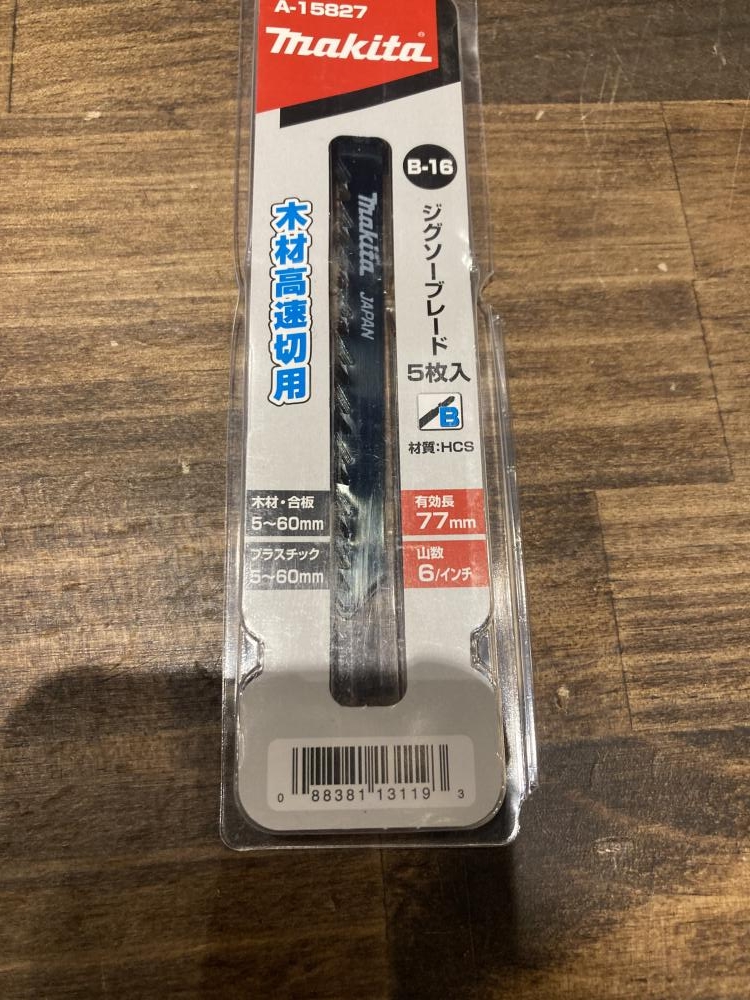 A-15827
makita®
B-16
木材高速切用
makita JAPAN
ジグソーブレード
5枚入
B
材質:HCS
木材・合板
5〜60mm
プラスチック
5〜60mm
有効長
77mm
山数
6/インチ
0 88381 13119 3